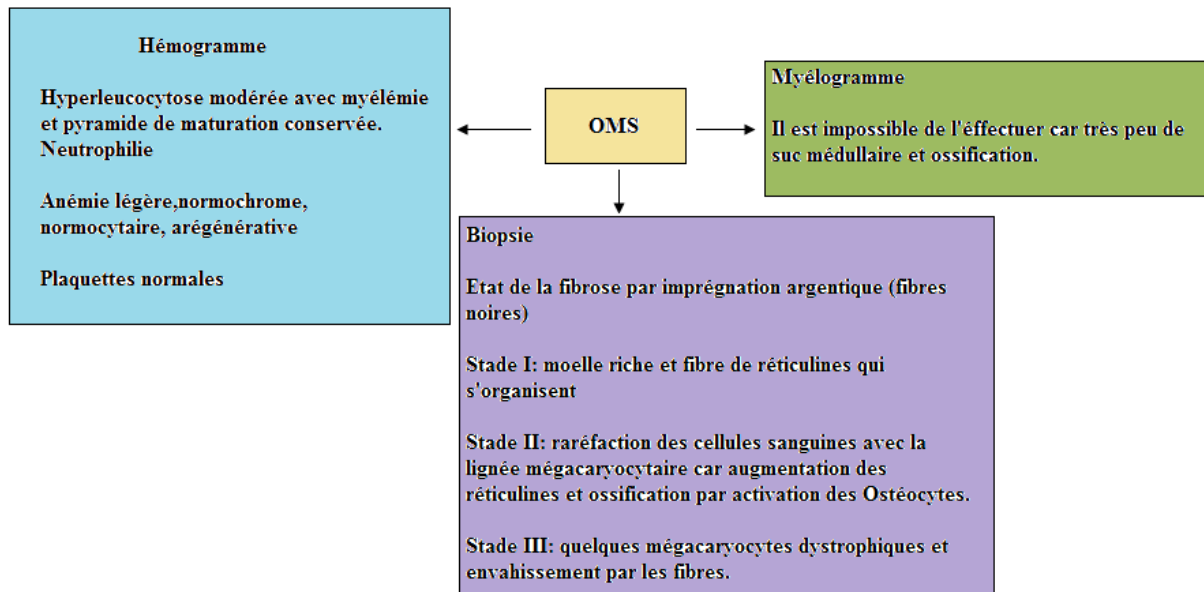 Hémogramme
Hyperleucocytose modérée avec myélémie
et pyramide de maturation conservée.
Neutrophilie
Anémie légère,normochrome,
normocytaire, arégénérative
Plaquettes normales
OMS
Myélogramme
Il est impossible de l'éffectuer car très peu de
suc médullaire et ossification.
Biopsie
Etat de la fibrose par imprégnation argentique (fibres
noires)
Stade I: moelle riche et fibre de réticulines qui
s'organisent
Stade II: raréfaction des cellules sanguines avec la
lignée mégacaryocytaire car augmentation des
réticulines et ossification par activation des Ostéocytes.
Stade III: quelques mégacaryocytes dystrophiques et
envahissement par les fibres.